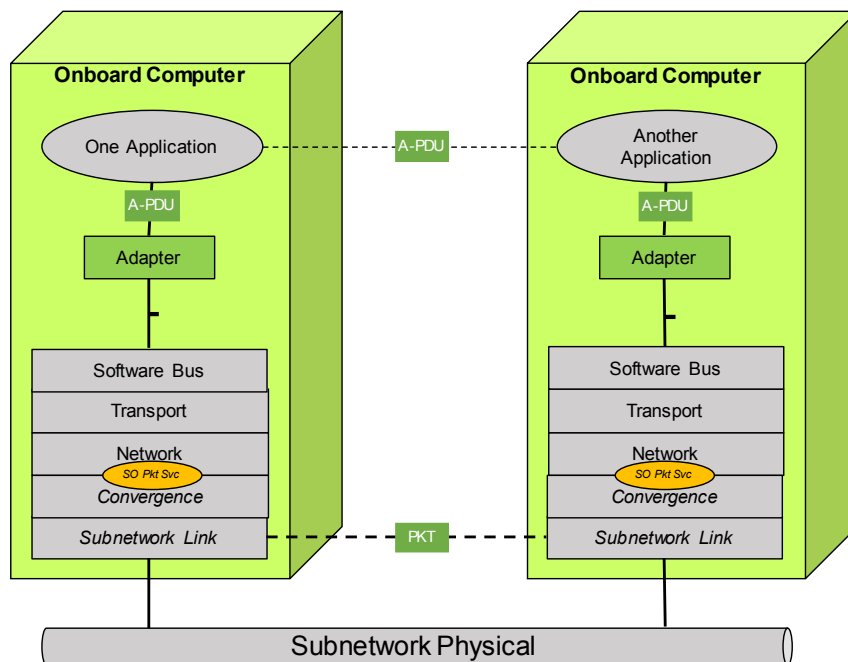 Onboard Computer
One Application
A-PDU
Adapter
Software Bus
Transport
Network
SO Pkt Svc
Convergence
Subnetwork Link
A-PDU
PKT
Onboard Computer
Another
Application
A-PDU
Adapter
Software Bus
Transport
Network
SO Pkt Svc
Convergence
Subnetwork Link
Subnetwork Physical